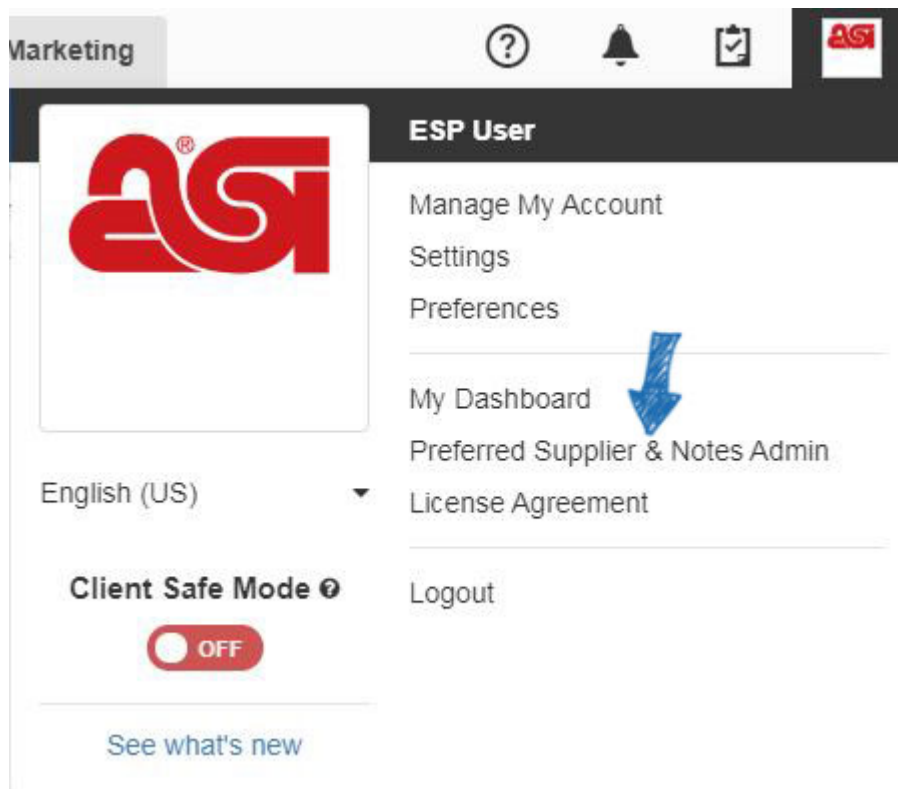 Marketing
asi
ESP User
asi®
Manage My Account
Settings
Preferences
My Dashboard
Preferred Supplier & Notes Admin
License Agreement
Logout
English (US)
Client Safe Mode
OFF
See what's new